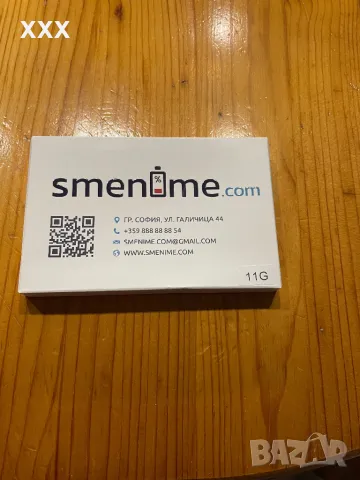 XXX
smenime.com
%
ГР. СОФИЯ, УЛ. ГАЛИЧИЦА 44
+359 888 88 88 54
SMENIME.COM@GMAIL.COM
WWW.SMENIME.COM
11G
BAZAR